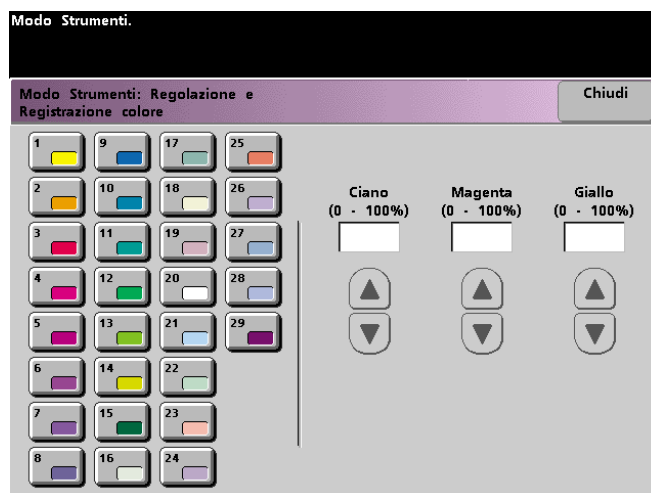 Modo Strumenti.
Modo Strumenti: Regolazione e
Registrazione colore
Chiudi
1 9 17 25
2 10 18 26
3 11 19 27
4 12 20 28
5 13 21 29
6 14 22
7 15 23
8 16 24
Ciano Magenta Giallo
(0 - 100%) (0 - 100%) (0 - 100%)